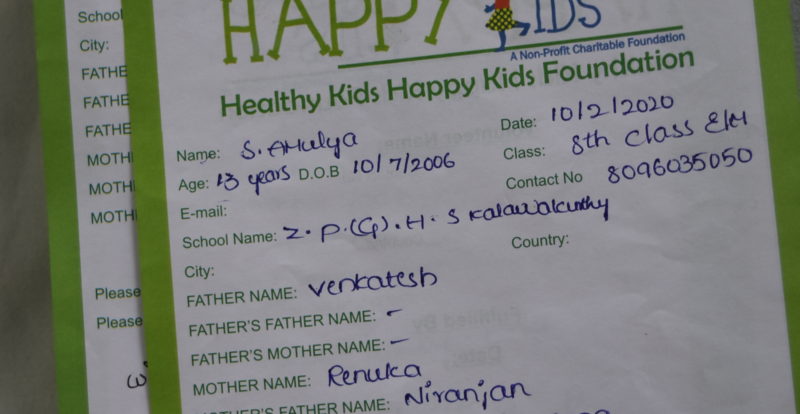 School
City:
FATHE
FATHE
FATHE
MOTH
MOTH
MOTH
Please
Please
HAPPY KIDS
A Non-Profit Charitable Foundation
Healthy Kids Happy Kids Foundation
Name: S. AMulya Date: 10/2/2020
Age: 13 years D.O.B 10/7/2006 Class: 8th class E/M
E-mail: Contact No 8096035050
School Name: Z. P. (G). H. S Kalawalkunthy
City: Country:
FATHER NAME: Venkatesh
FATHER'S FATHER NAME: -
FATHER'S MOTHER NAME: -
MOTHER NAME: Renuka
MOTHER'S FATHER NAME: Niranjan